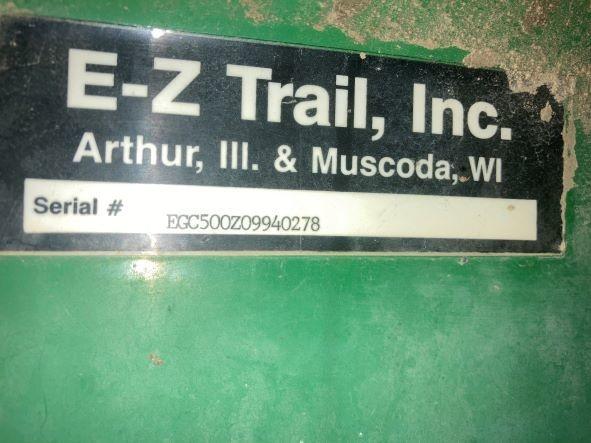 E-Z Trail, Inc.
Arthur, Ill. & Muscoda, WI
Serial # EGC500Z09940278